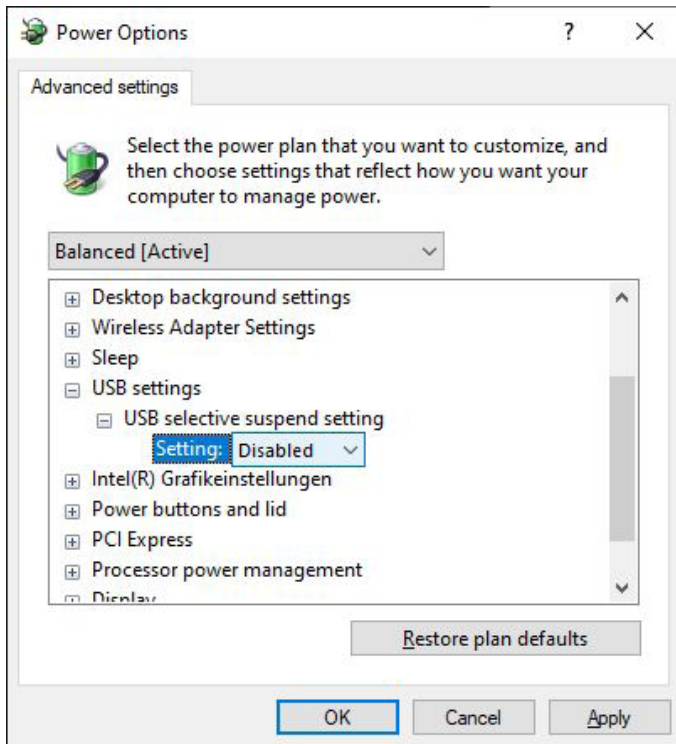 Power Options
?
Advanced settings
Select the power plan that you want to customize, and
then choose settings that reflect how you want your
computer to manage power.
Balanced [Active]
Desktop background settings
Wireless Adapter Settings
Sleep
USB settings
USB selective suspend setting
Setting: Disabled
Intel(R) Grafikeinstellungen
Power buttons and lid
PCI Express
Processor power management
Display
Restore plan defaults
OK Cancel Apply